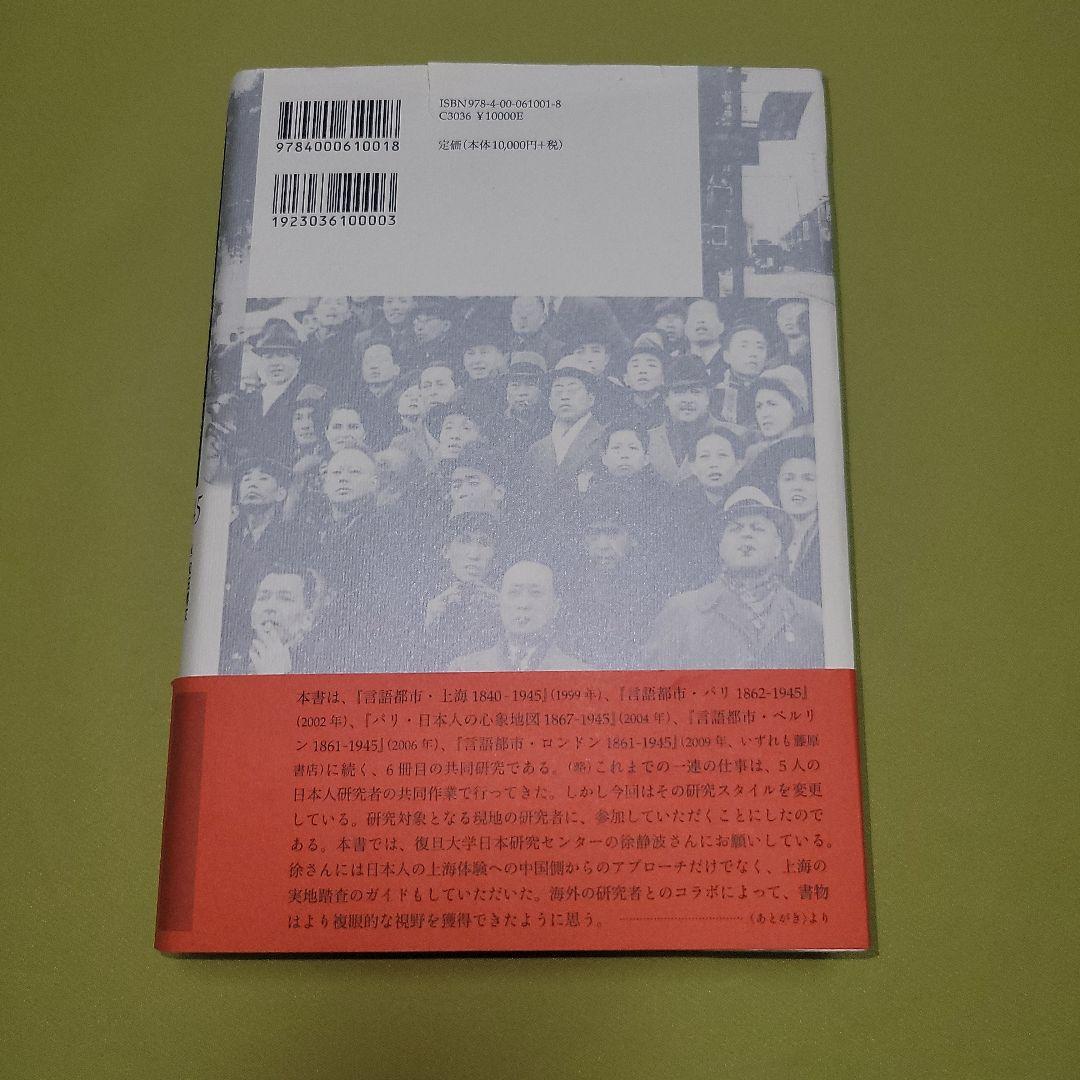 ISBN978-4-00-061001-8
C3036 ¥10000E
定価(本体10,000円+税)
9784000610018
1923036100003
本書は、『言語都市・上海 1840-1945』(1999年)、『言語都市・パリ 1862-1945』
(2002年)、『パリ・日本人の心象地図 1867-1945』(2004年)、『言語都市・ベルリ
ン 1861-1945』(2006年)、『言語都市・ロンドン 1861-1945』(2009年、いずれも藤原
書店)に続く、6冊目の共同研究である。(略)これまでの一連の仕事は、5人の
日本人研究者の共同作業で行ってきた。しかし今回はその研究スタイルを変更
している。研究対象となる現地の研究者に、参加していただくことにしたので
ある。本書では、復旦大学日本研究センターの徐静波さんにお願いしている。
徐さんには日本人の上海体験への中国側からのアプローチだけでなく、上海の
実地踏査のガイドもしていただいた。海外の研究者とのコラボによって、書物
はより複眼的な視野を獲得できたように思う。 ………… 〈あとがき〉より